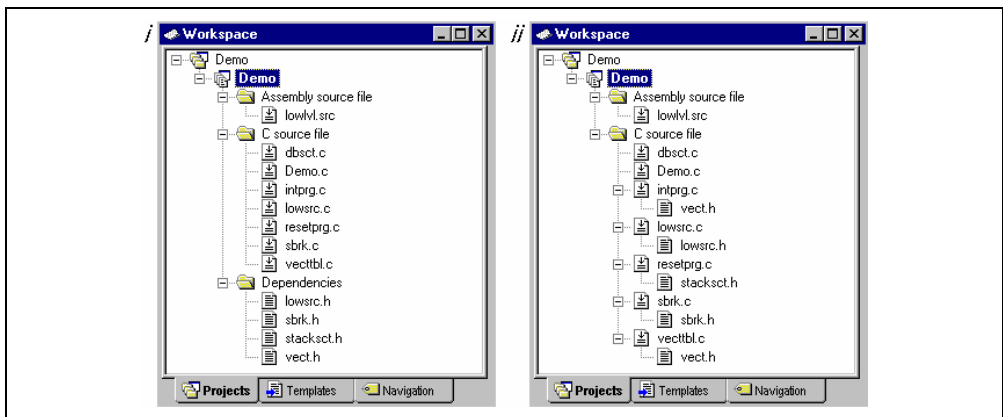 i
Workspace
Demo
Demo
Assembly source file
lowlvl.src
C source file
dbsct.c
Demo.c
intprg.c
lowsrc.c
resetprg.c
sbrk.c
vecttbl.c
Dependencies
lowsrc.h
sbrk.h
stacksct.h
vect.h
Projects
Templates
Navigation
ii
Workspace
Demo
Demo
Assembly source file
lowlvl.src
C source file
dbsct.c
Demo.c
intprg.c
vect.h
lowsrc.c
lowsrc.h
resetprg.c
stacksct.h
sbrk.c
sbrk.h
vecttbl.c
vect.h
Projects
Templates
Navigation